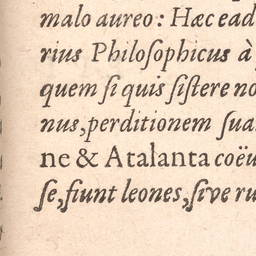 malo aureo: Hæc ead
rius Philoſophicus à
quem ſi quis ſiſtere no
nus, perditionem ſua
ne & Atalanta coëu
ſe, fiunt leones, ſive ru